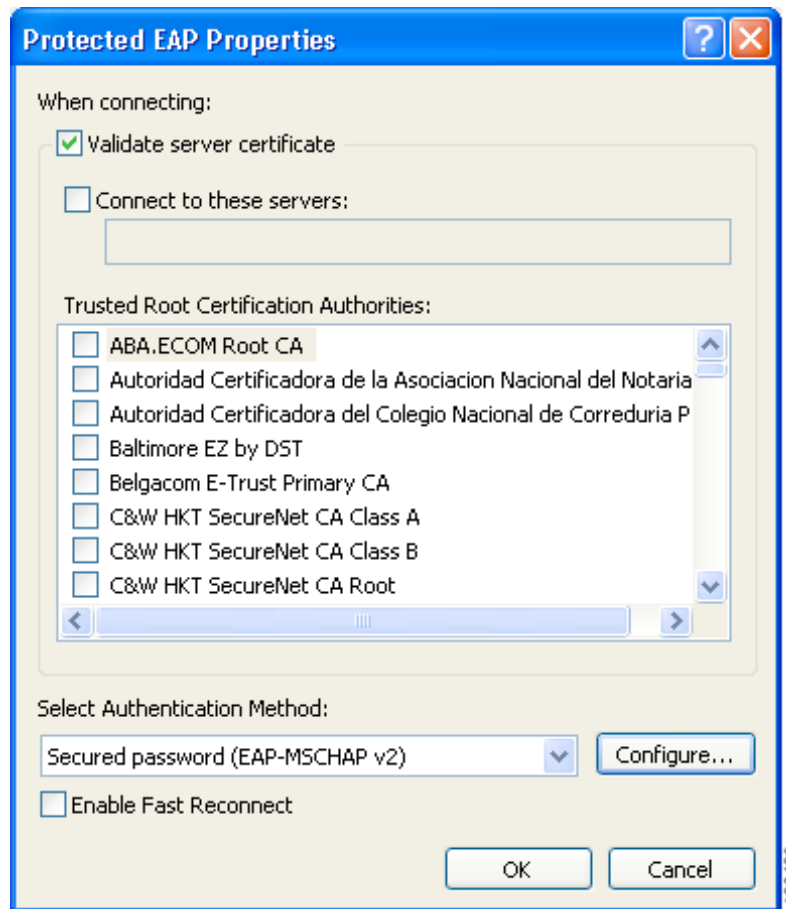 Protected EAP Properties
When connecting:
Validate server certificate
Connect to these servers:
Trusted Root Certification Authorities:
ABA.ECOM Root CA
Autoridad Certificadora de la Asociacion Nacional del Notaria
Autoridad Certificadora del Colegio Nacional de Correduria P
Baltimore EZ by DST
Belgacom E-Trust Primary CA
C&W HKT SecureNet CA Class A
C&W HKT SecureNet CA Class B
C&W HKT SecureNet CA Root
Select Authentication Method:
Secured password (EAP-MSCHAP v2)
Configure...
Enable Fast Reconnect
OK
Cancel